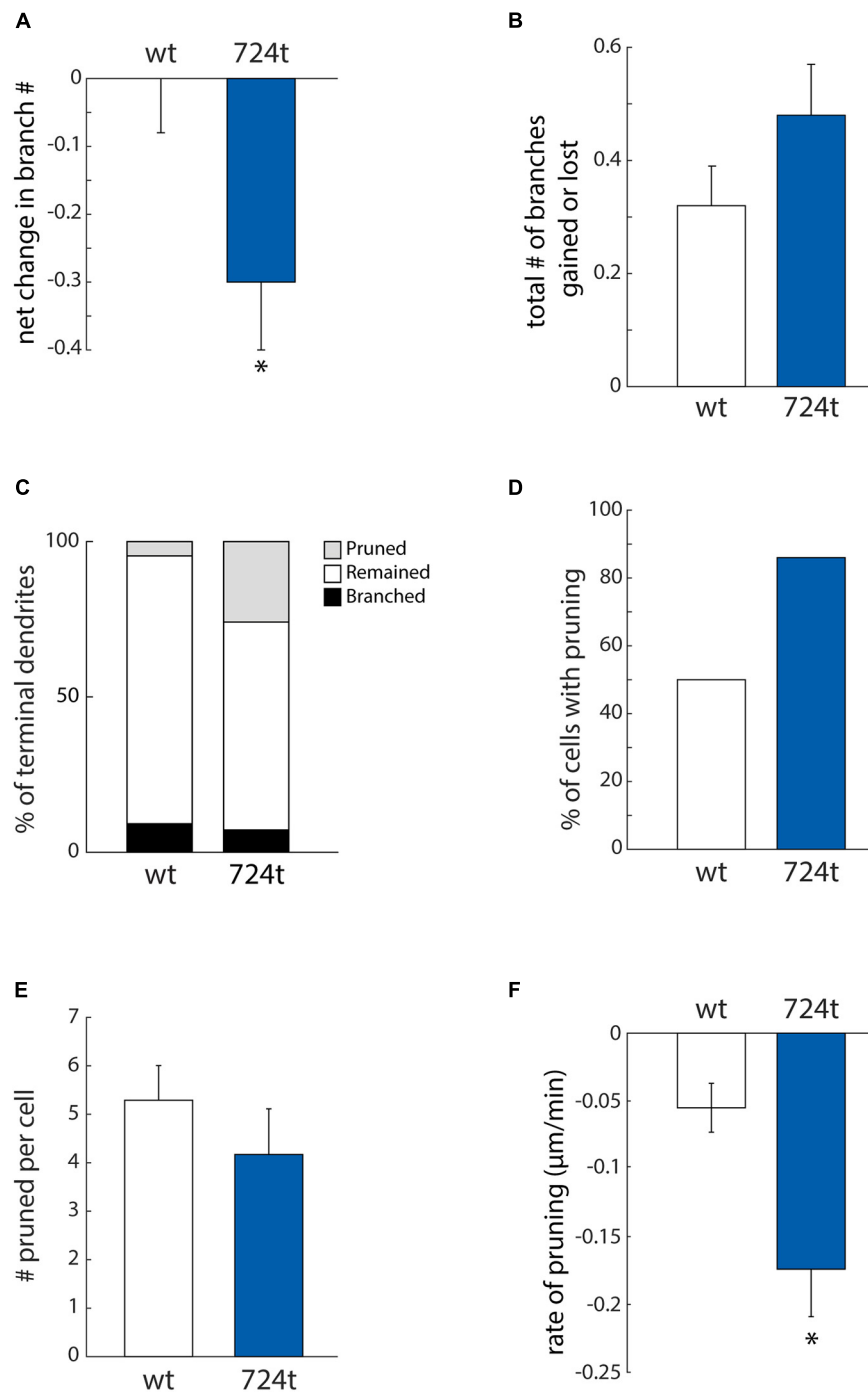 A
wt 724t
net change in branch #
0
-0.1
-0.2
-0.3
-0.4
*
B
total # of branches
gained or lost
0.6
0.4
0.2
0
wt 724t
C
% of terminal dendrites
100
50
0
wt 724t
Pruned
Remained
Branched
D
% of cells with pruning
100
80
60
40
20
0
wt 724t
E
# pruned per cell
7
6
5
4
3
2
1
0
wt 724t
F
wt 724t
rate of pruning (μm/min)
0
-0.05
-0.1
-0.15
-0.2
-0.25
*